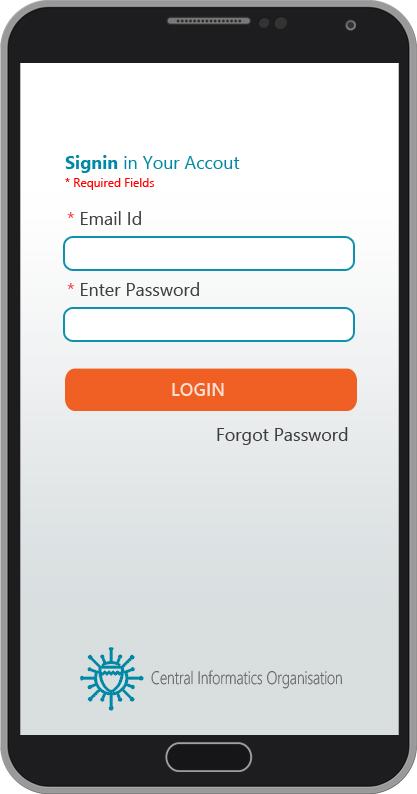 Signin in Your Accout
* Required Fields
* Email Id
* Enter Password
LOGIN
Forgot Password
Central Informatics Organisation